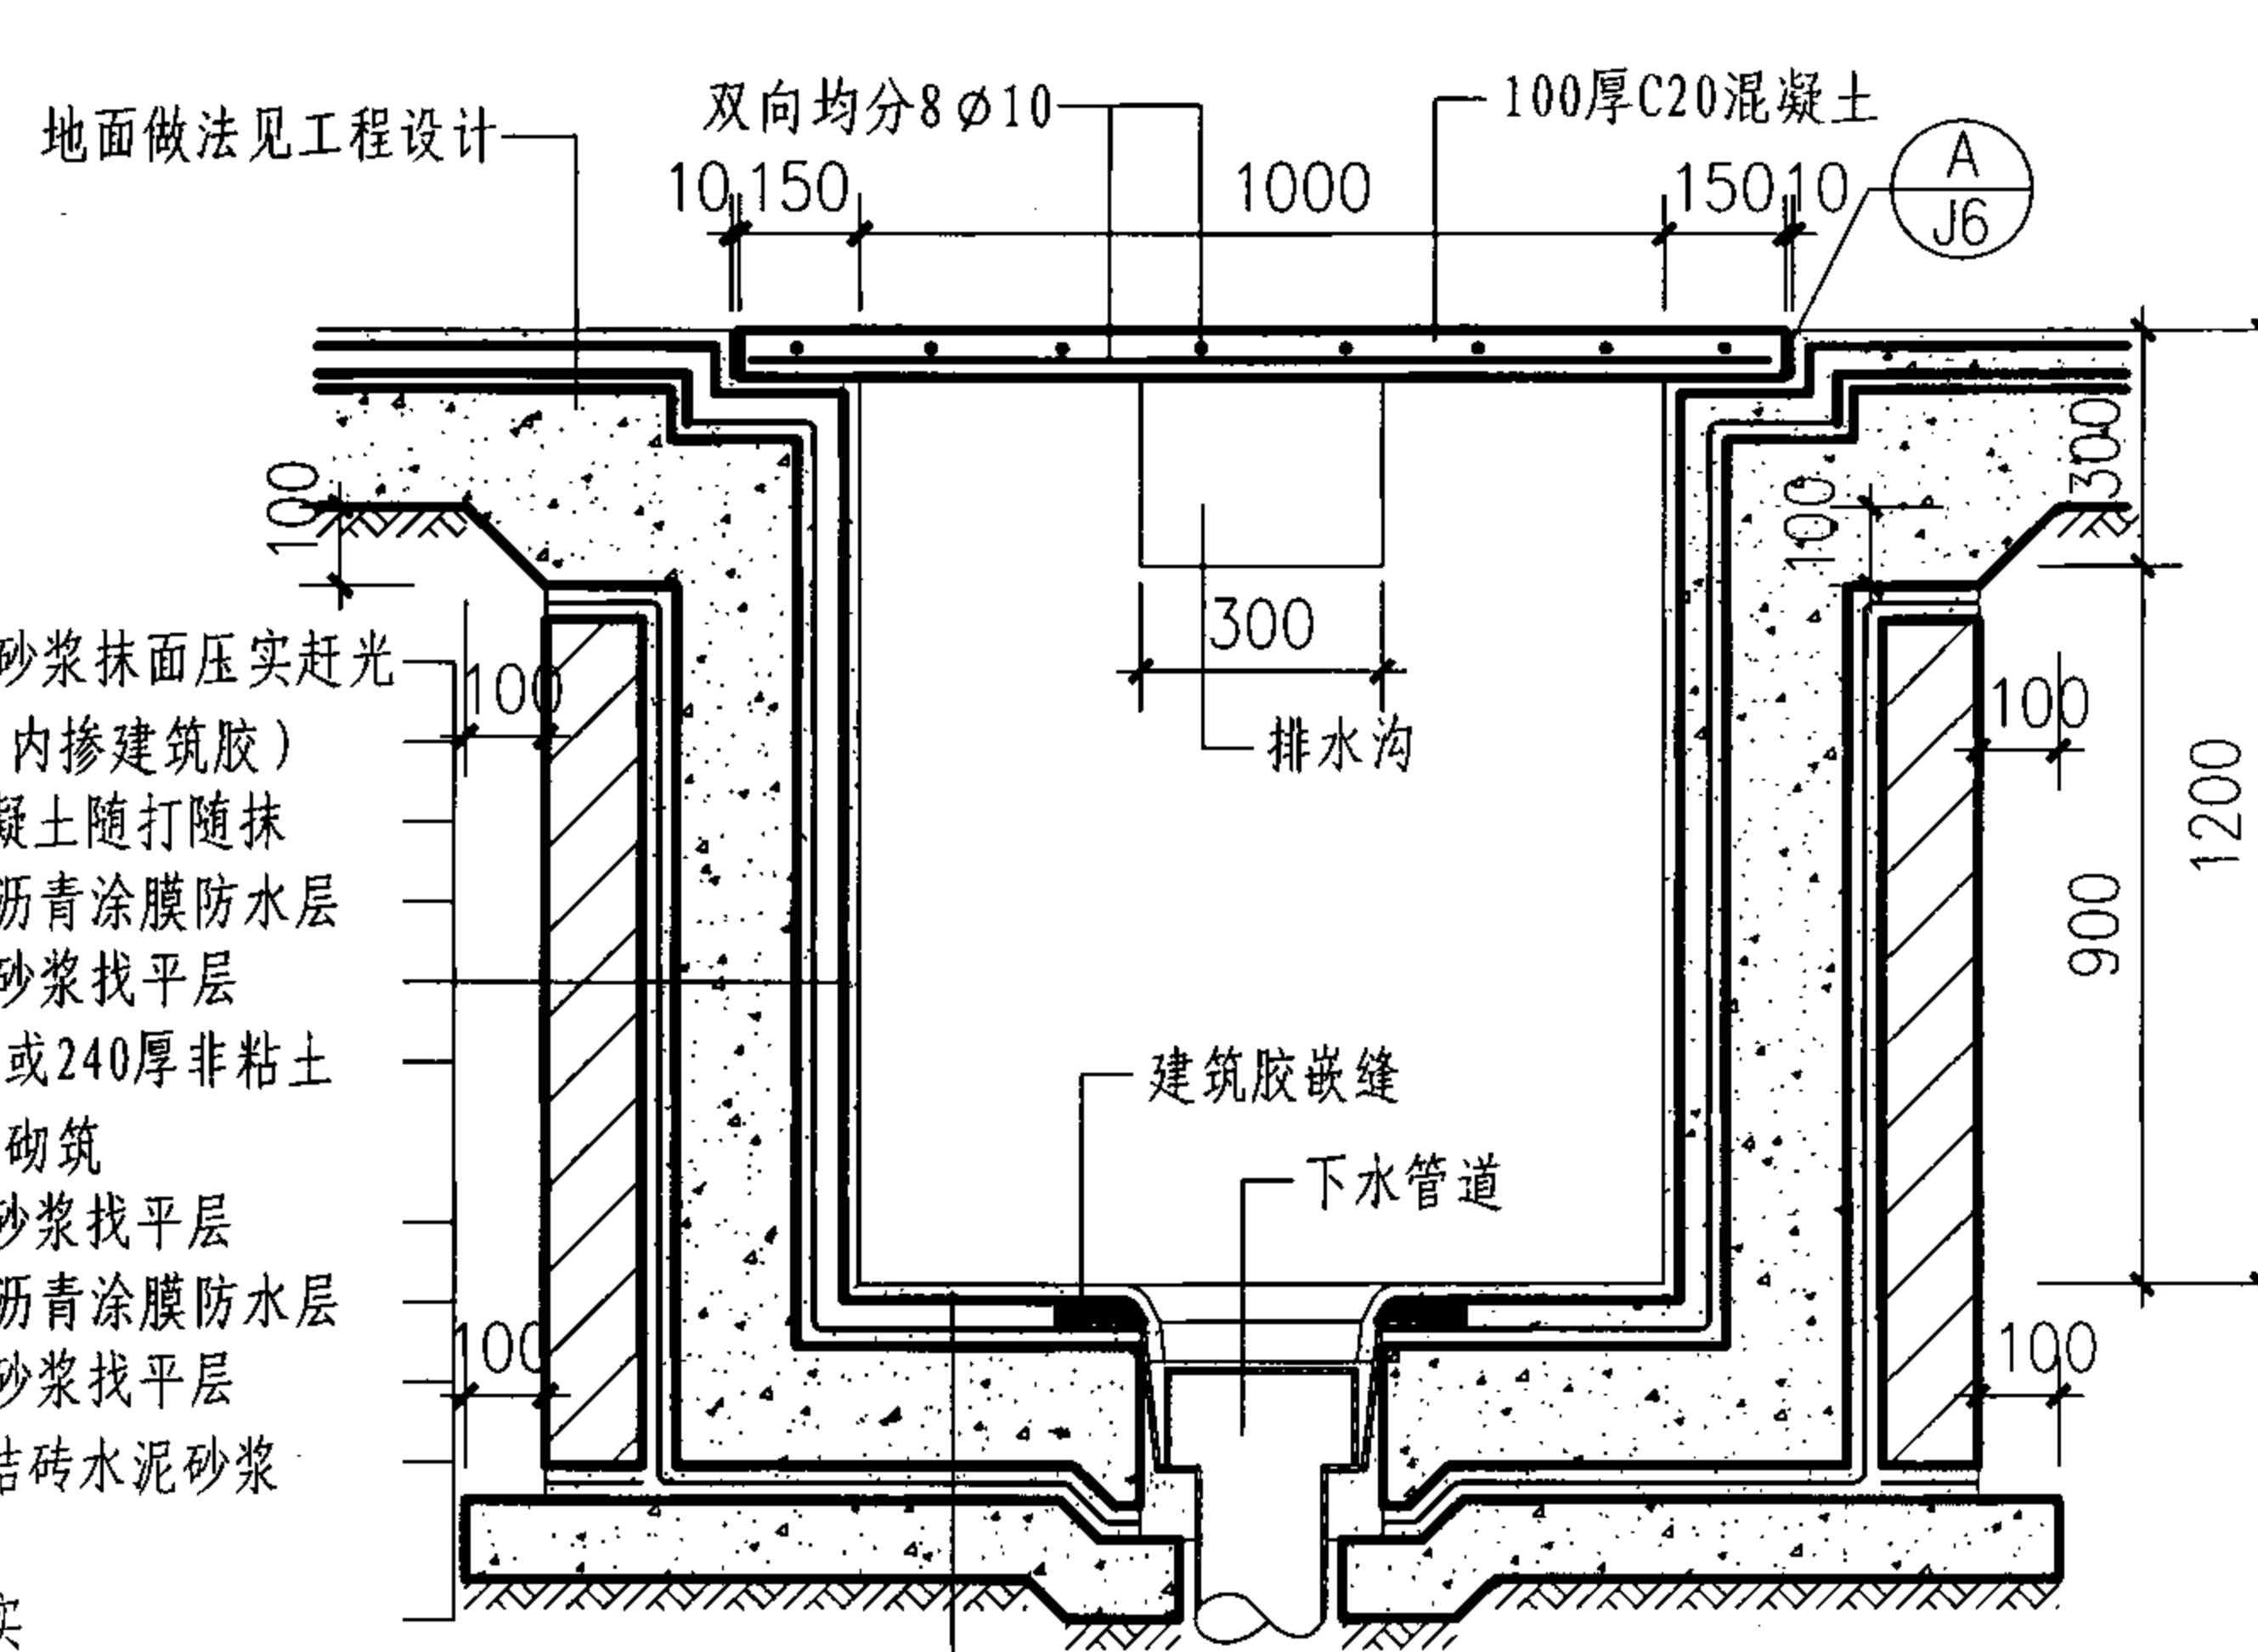 双向均分8∅10
100厚C20混凝土
地面做法见工程设计
A
J6
10 150 1000 150 10
300
100
100
300
砂浆抹面压实赶光
100
100
排水沟
内掺建筑胶)
1200
凝土随打随抹
沥青涂膜防水层
900
砂浆找平层
或240厚非粘土
建筑胶嵌缝
砌筑
下水管道
砂浆找平层
沥青涂膜防水层
100
100
砂浆找平层
结砖水泥砂浆
实